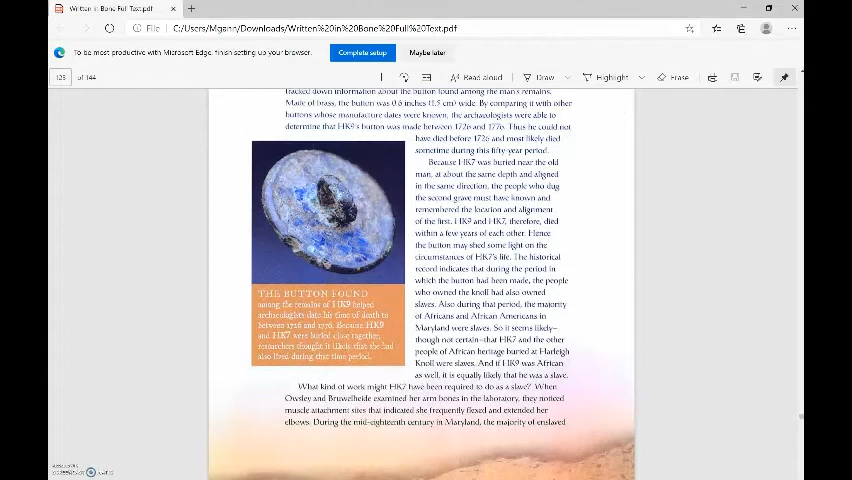 Written in Bone Full Text.pdf
File C:/Users/Mgann/Downloads/Written%20in%20Bone%20Full%20Text.pdf
To be most productive with Microsoft Edge, finish setting up your browser. Complete setup Maybe later
123 of 144 Read aloud Draw Highlight Erase
tracked down information about the button found among the man's remains.
Made of brass, the button was 0.6 inches (1.5 cm) wide. By comparing it with other
buttons whose manufacture dates were known, the archaeologists were able to
determine that HK9's button was made between 1726 and 1776. Thus he could not
have died before 1726 and most likely died
sometime during this fifty-year period.
Because HK7 was buried near the old
man, at about the same depth and aligned
in the same direction, the people who dug
the second grave must have known and
remembered the location and alignment
of the first. HK9 and HK7, therefore, died
within a few years of each other. Hence
the button may shed some light on the
circumstances of HK7's life. The historical
record indicates that during the period in
which the button had been made, the people
who owned the knoll had also owned
slaves. Also during that period, the majority
of Africans and African Americans in
Maryland were slaves. So it seems likely–
though not certain–that HK7 and the other
people of African heritage buried at Harleigh
Knoll were slaves. And if HK9 was African
as well, it is equally likely that he was a slave.
THE BUTTON FOUND
among the remains of HK9 helped
archaeologists date his time of death to
between 1726 and 1776. Because HK9
and HK7 were buried close together,
researchers thought it likely that she had
also lived during that time period.
What kind of work might HK7 have been required to do as a slave? When
Owsley and Bruwelheide examined her arm bones in the laboratory, they noticed
muscle attachment sites that indicated she frequently flexed and extended her
elbows. During the mid-eighteenth century in Maryland, the majority of enslaved